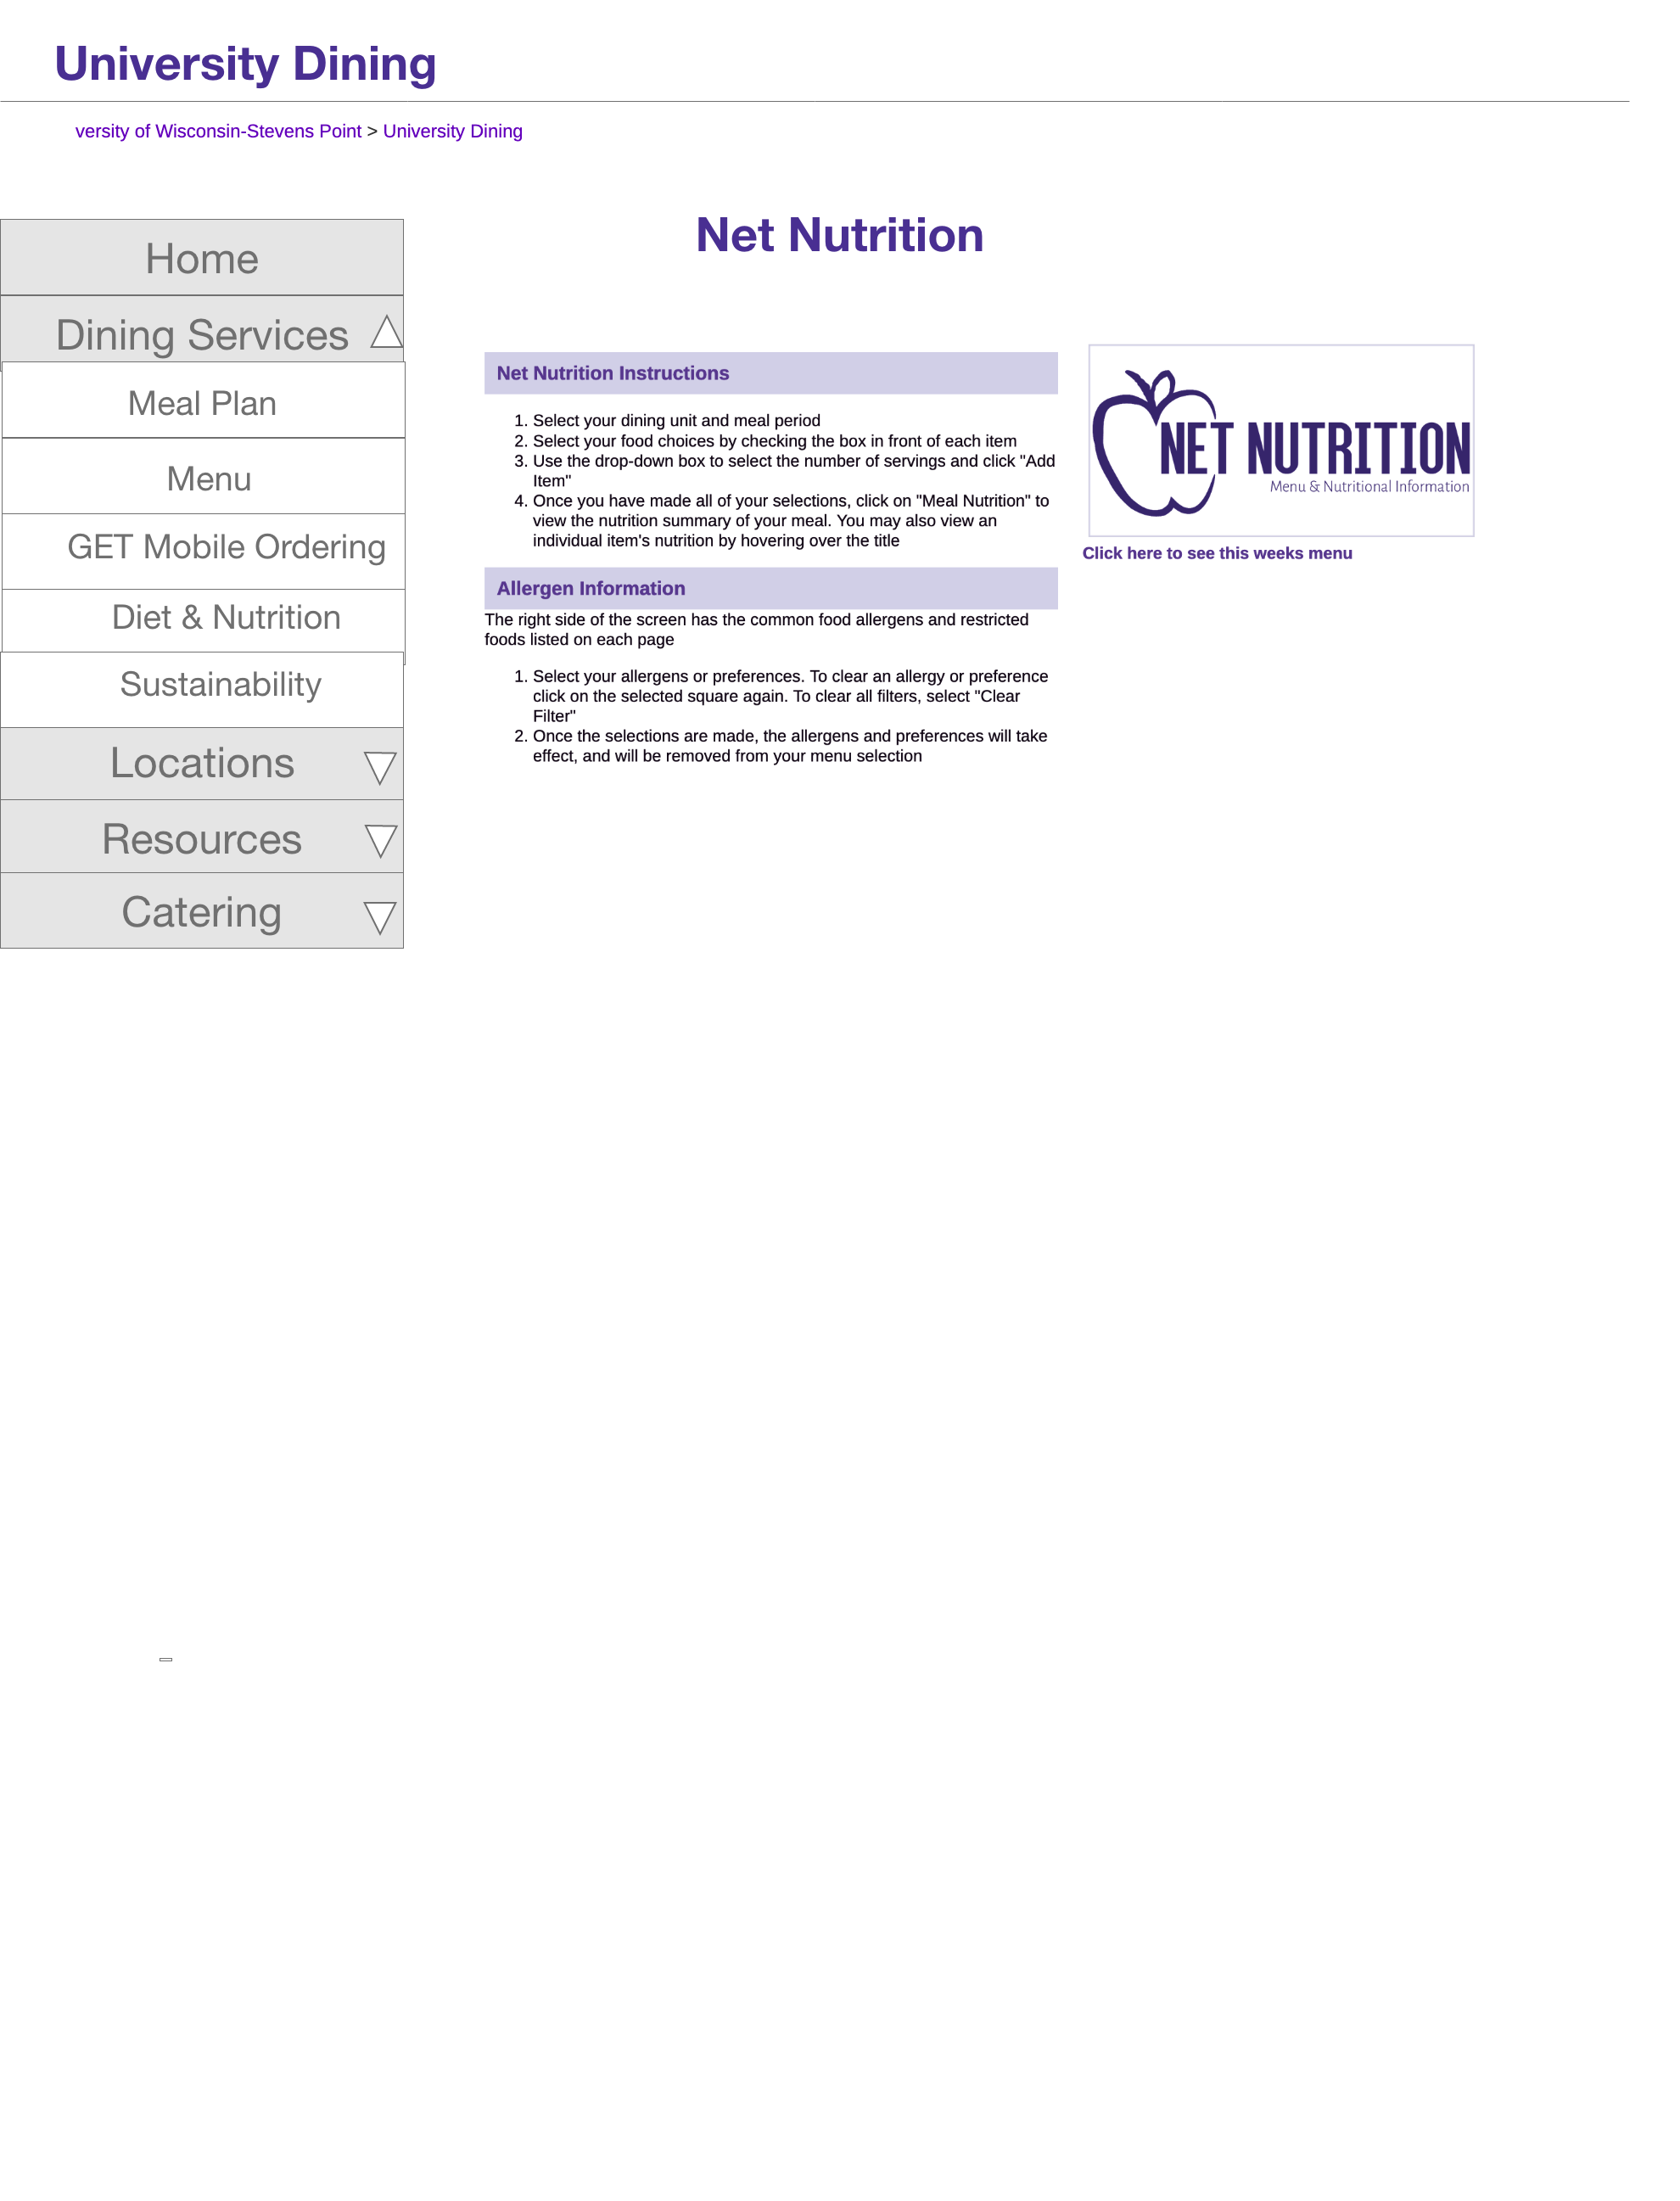 University Dining
versity of Wisconsin-Stevens Point > University Dining
Net Nutrition
Home
Dining Services
Meal Plan
Menu
GET Mobile Ordering
Diet & Nutrition
Sustainability
Locations
Resources
Catering
Net Nutrition Instructions
1. Select your dining unit and meal period
2. Select your food choices by checking the box in front of each item
3. Use the drop-down box to select the number of servings and click "Add
Item"
4. Once you have made all of your selections, click on "Meal Nutrition" to
view the nutrition summary of your meal. You may also view an
individual item's nutrition by hovering over the title
Allergen Information
The right side of the screen has the common food allergens and restricted
foods listed on each page
1. Select your allergens or preferences. To clear an allergy or preference
click on the selected square again. To clear all filters, select "Clear
Filter"
2. Once the selections are made, the allergens and preferences will take
effect, and will be removed from your menu selection
NET NUTRITION
Menu & Nutritional Information
Click here to see this weeks menu